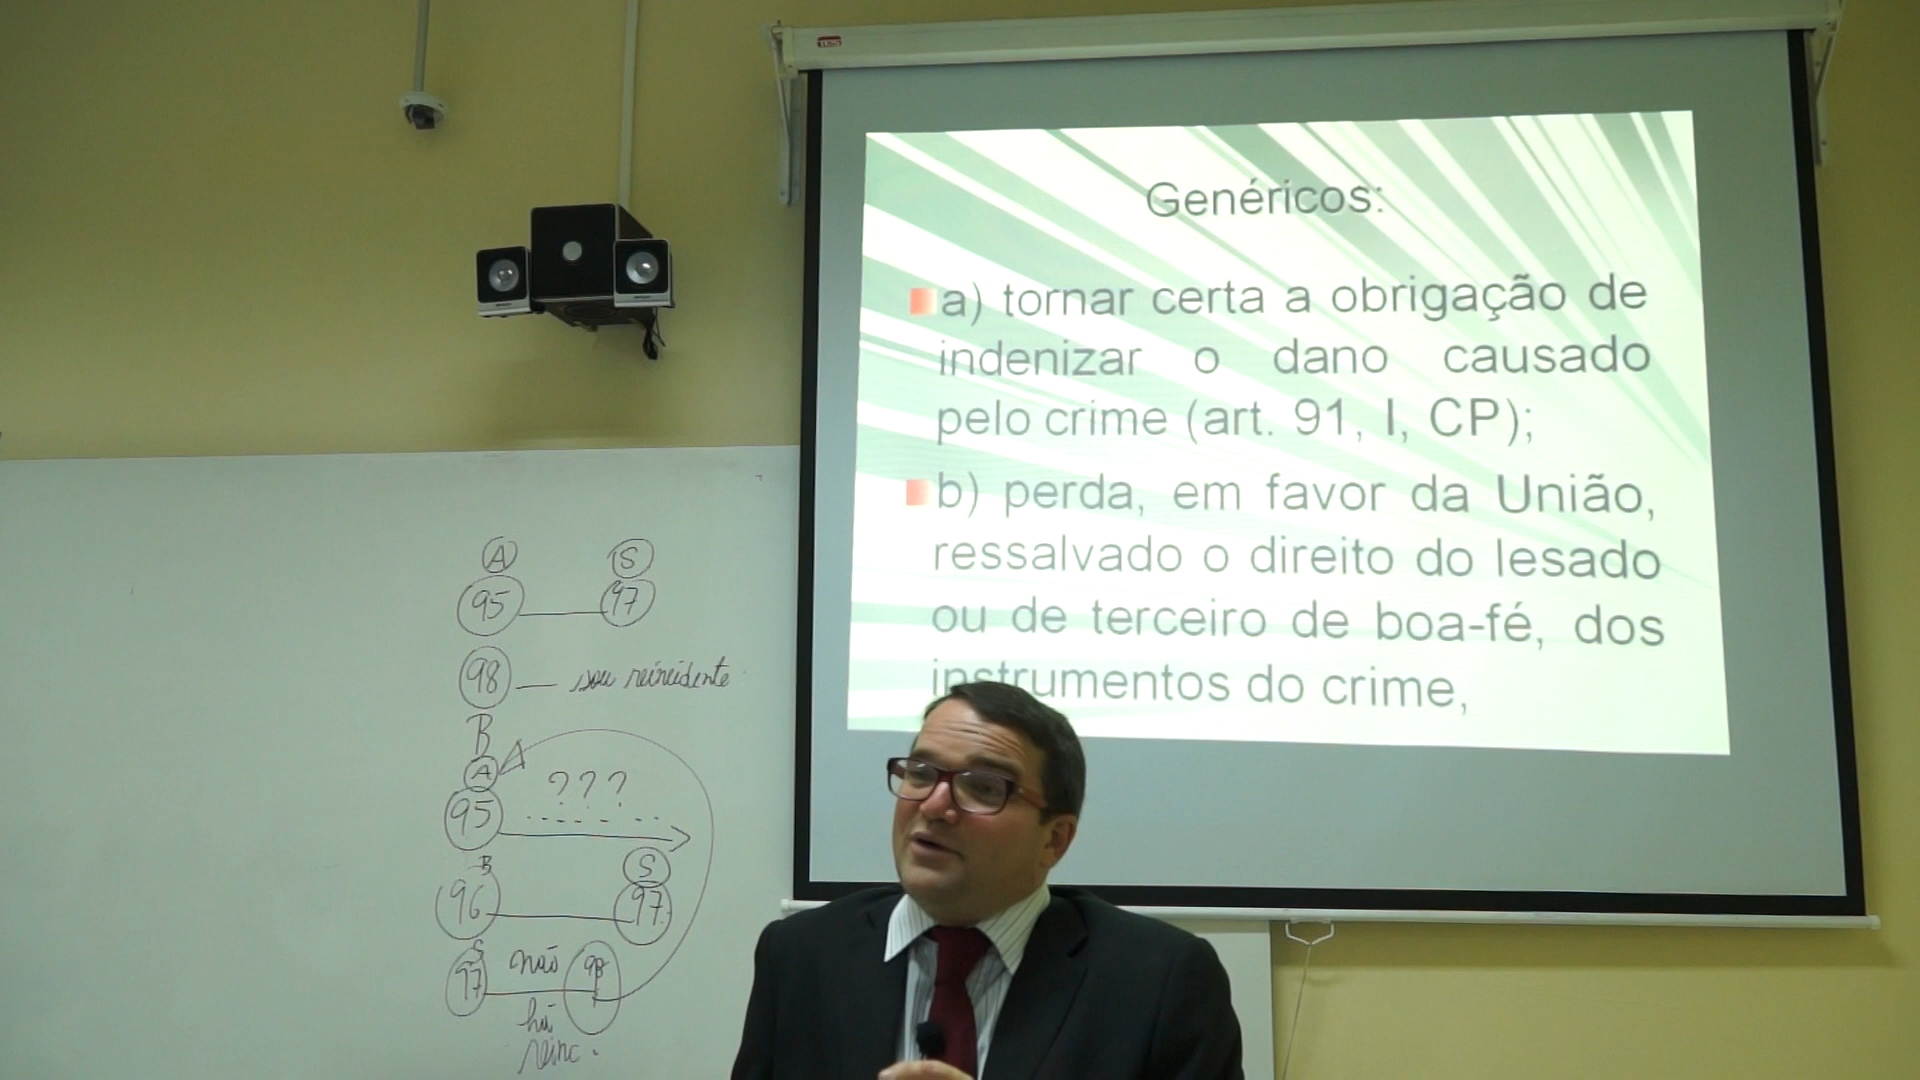 Genéricos:
a) tornar certa a obrigação de
indenizar o dano causado
pelo crime (art. 91, I, CP);
b) perda, em favor da União,
ressalvado o direito do lesado
ou de terceiro de boa-fé, dos
instrumentos do crime,
A S
95 97
98 — sou reincidente
B
A
95 ???
B S
96 97
S
97 não 98
há
reinc.